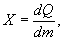 X = dQ/dm,